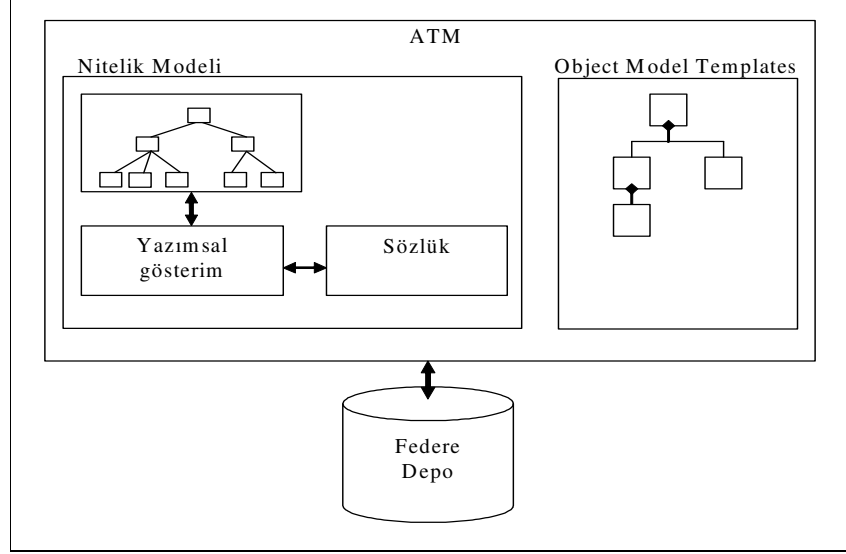 ATM
Nitelik Modeli
Object Model Templates
Yazımsal
gösterim
Sözlük
Federe
Depo